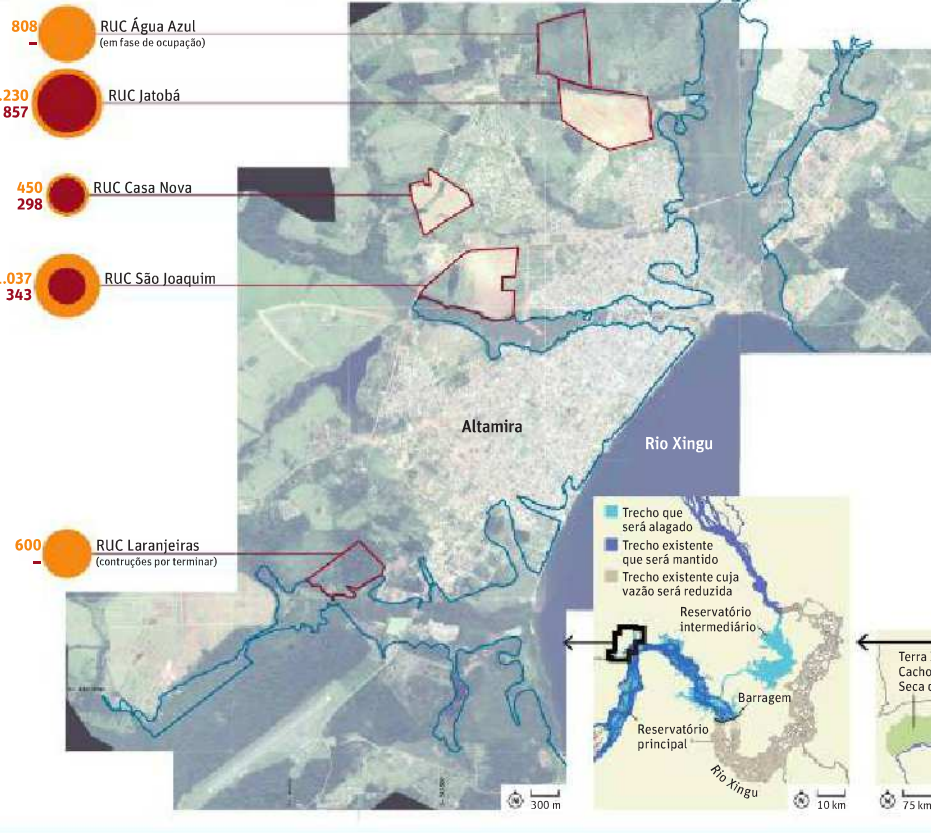 808
–
RUC Água Azul
(em fase de ocupação)
.230
857
RUC Jatobá
450
298
RUC Casa Nova
.037
343
RUC São Joaquim
Altamira
Rio Xingu
600
–
RUC Laranjeiras
(contruções por terminar)
Trecho que
será alagado
Trecho existente
que será mantido
Trecho existente cuja
vazão será reduzida
Reservatório
intermediário
Barragem
Reservatório
principal
Rio Xingu
Terra
Cacho
Seca
N
300 m
N
10 km
N
75 km